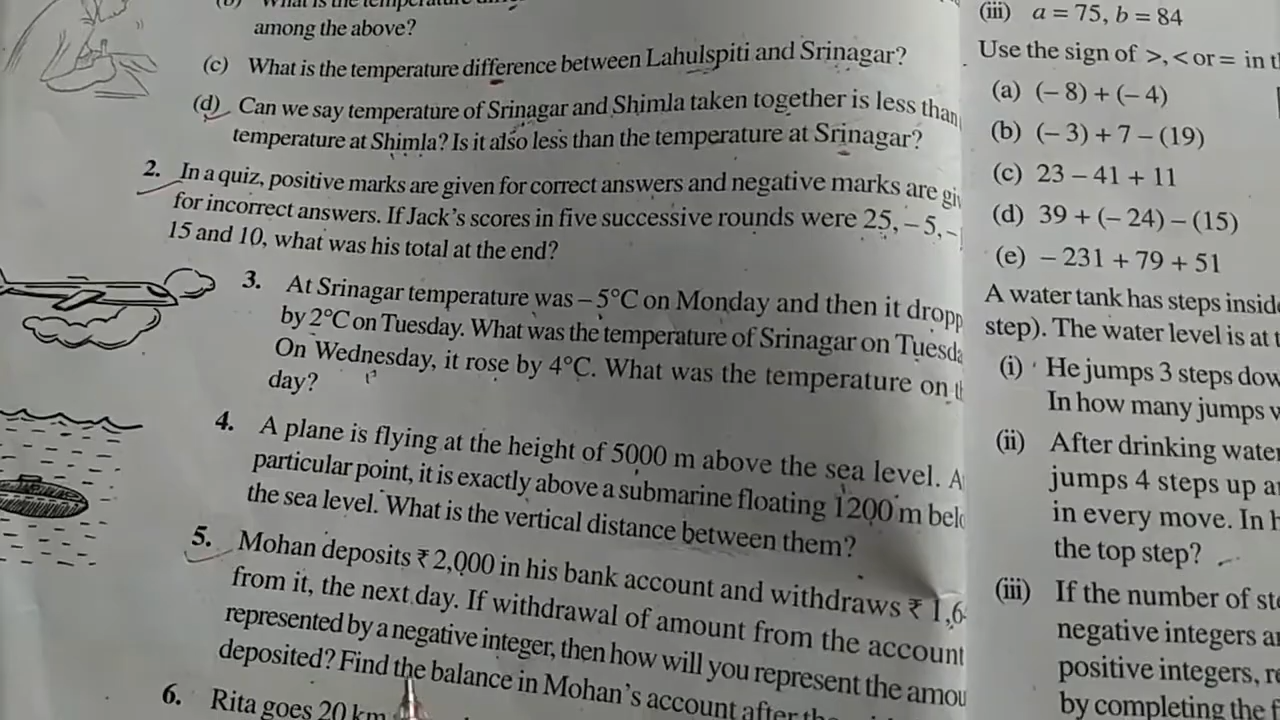 among the above?
(c) What is the temperature difference between Lahulspiti and Srinagar?
(d) Can we say temperature of Srinagar and Shimla taken together is less than
temperature at Shimla? Is it also less than the temperature at Srinagar?
2. In a quiz, positive marks are given for correct answers and negative marks are
for incorrect answers. If Jack's scores in five successive rounds were 25, – 5, –
15 and 10, what was his total at the end?
3. At Srinagar temperature was – 5°C on Monday and then it dropp
by 2°C on Tuesday. What was the temperature of Srinagar on Tuesda
On Wednesday, it rose by 4°C. What was the temperature on
day?
4. A plane is flying at the height of 5000 m above the sea level. A
particular point, it is exactly above a submarine floating 1200 m belo
the sea level. What is the vertical distance between them?
5. Mohan deposits ₹ 2,000 in his bank account and withdraws ₹ 1,6
from it, the next day. If withdrawal of amount from the account
represented by a negative integer, then how will you represent the amou
deposited? Find the balance in Mohan's account after
6. Rita goes 20 km
(iii) a = 75, b = 84
Use the sign of >, < or = in t
(a) (– 8) + (– 4)
(b) (– 3) + 7 – (19)
(c) 23 – 41 + 11
(d) 39 + (– 24) – (15)
(e) – 231 + 79 + 51
A water tank has steps inside
step). The water level is at t
(i) He jumps 3 steps dow
In how many jumps w
(ii) After drinking water
jumps 4 steps up a
in every move. In h
the top step?
(iii) If the number of ste
negative integers a
positive integers, re
by completing the f